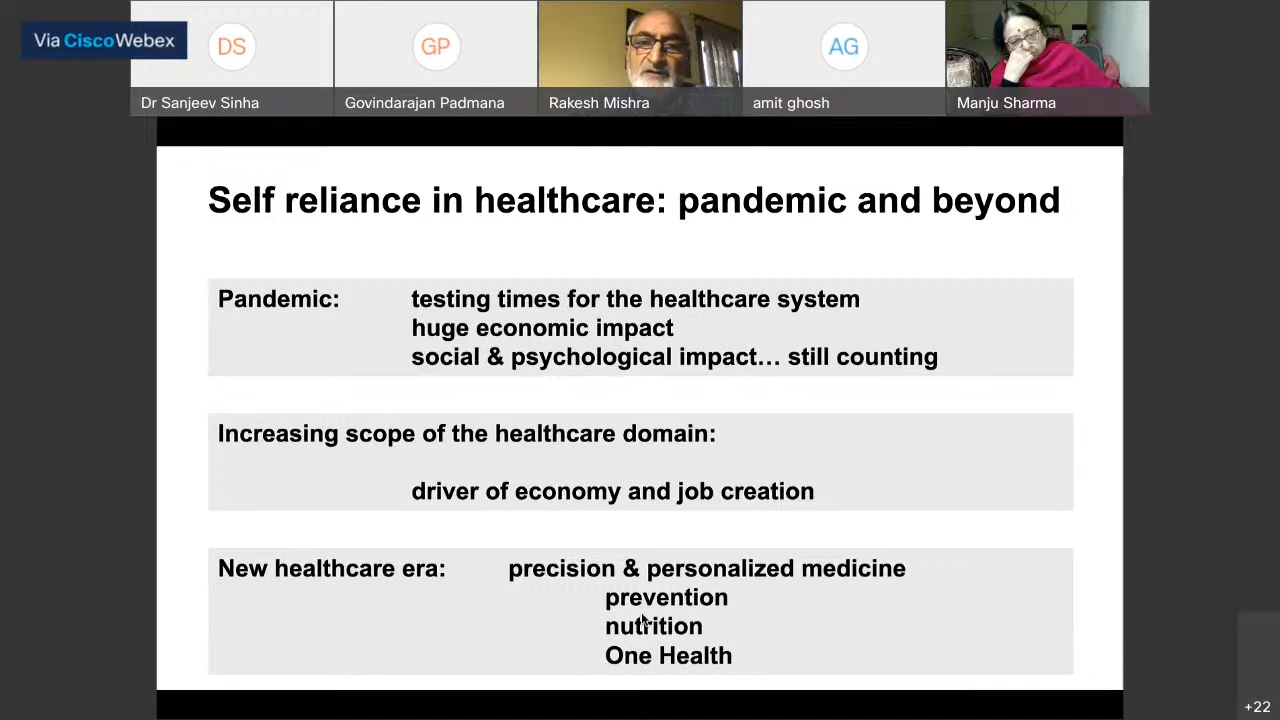 Via CiscoWebex
DS
GP
AG
Dr Sanjeev Sinha
Govindarajan Padmana
Rakesh Mishra
amit ghosh
Manju Sharma
Self reliance in healthcare: pandemic and beyond
Pandemic: testing times for the healthcare system
huge economic impact
social & psychological impact… still counting
Increasing scope of the healthcare domain:
driver of economy and job creation
New healthcare era: precision & personalized medicine
prevention
nutrition
One Health
+22